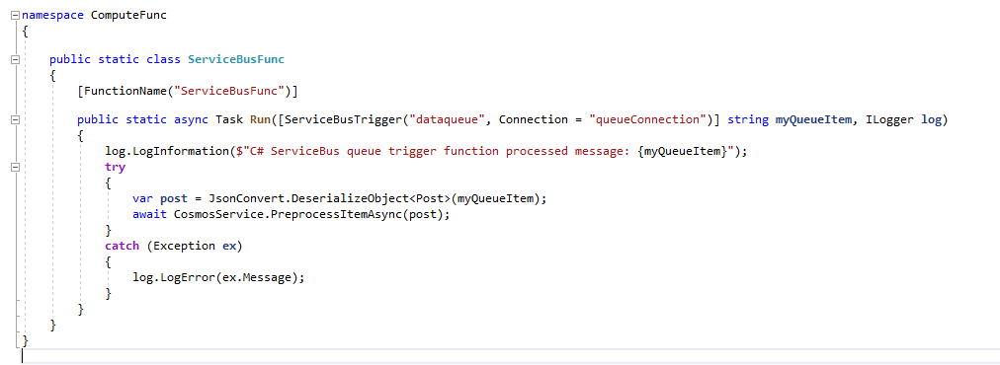 namespace ComputeFunc
{
public static class ServiceBusFunc
{
[FunctionName("ServiceBusFunc")]
public static async Task Run([ServiceBusTrigger("dataqueue", Connection = "queueConnection")] string myQueueItem, ILogger log)
{
log.LogInformation($"C# ServiceBus queue trigger function processed message: {myQueueItem}");
try
{
var post = JsonConvert.DeserializeObject<Post>(myQueueItem);
await CosmosService.PreprocessItemAsync(post);
}
catch (Exception ex)
{
log.LogError(ex.Message);
}
}
}
}